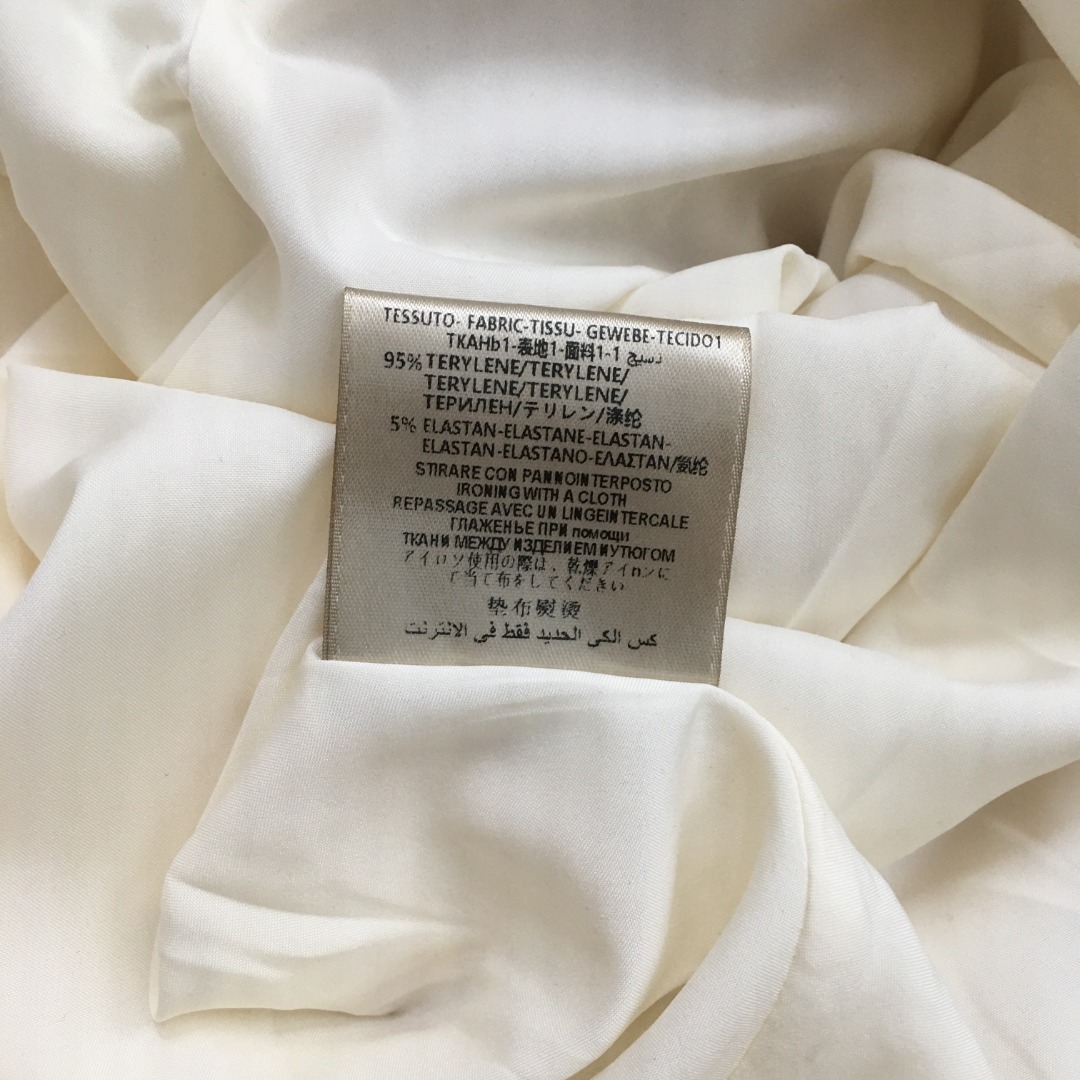 TESSUTO- FABRIC-TISSU- GEWEBE-TECIDO1
TKAHb1-表地1-面料1-1 نسيج
95% TERYLENE/TERYLENE/
TERYLENE/TERYLENE/
ТЕРИЛЕН/テリレン/涤纶
5% ELASTAN-ELASTANE-ELASTAN-
ELASTAN-ELASTANO-ΕΛΑΣΤΑΝ/氨纶
STIRARE CON PANNOINTERPOSTO
IRONING WITH A CLOTH
REPASSAGE AVEC UN LINGEINTERCALE
ГЛАЖЕНЬЕ ПРИ помощи
ТКАНИ МЕЖДУ ИЗДЕЛИЕМ ИУТЮГОМ
アイロソ使用の際は、乾燥アイロンに
て当て布をしてください
垫布熨烫
كس الكى الحديد فقط في الانترنت